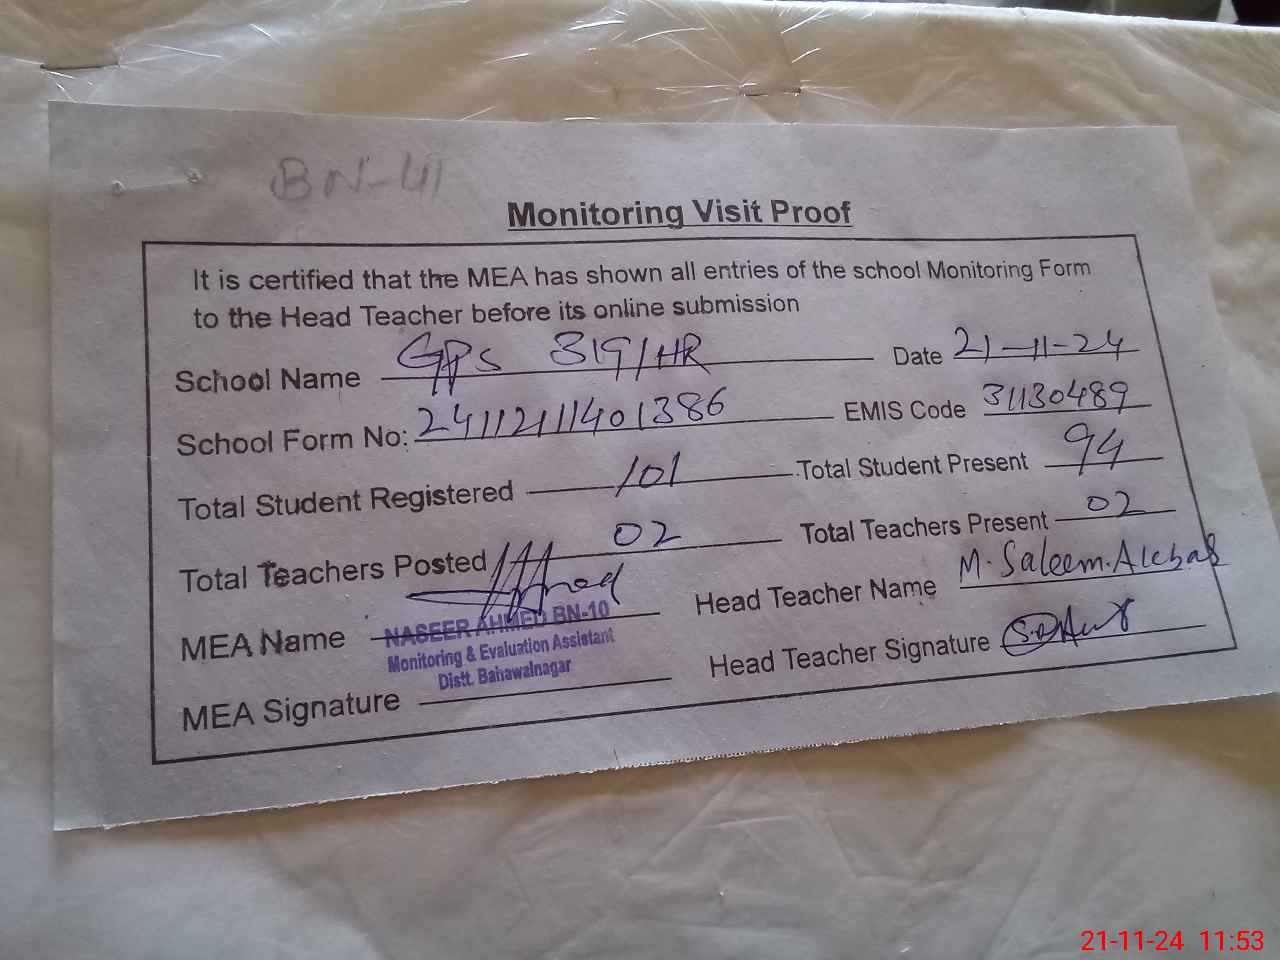 BN-41
Monitoring Visit Proof
It is certified that the MEA has shown all entries of the school Monitoring Form
to the Head Teacher before its online submission
School Name GPS 319/HR Date 21-11-24
School Form No: 24112111401386 EMIS Code 31130489
Total Student Registered 101 Total Student Present 94
Total Teachers Posted 02 Total Teachers Present 02
MEA Name Head Teacher Name M. Saleem. Akbar
NASEER AHMED BN-10
Monitoring & Evaluation Assistant
Distt. Bahawalnagar
MEA Signature Head Teacher Signature
21-11-24 11:53